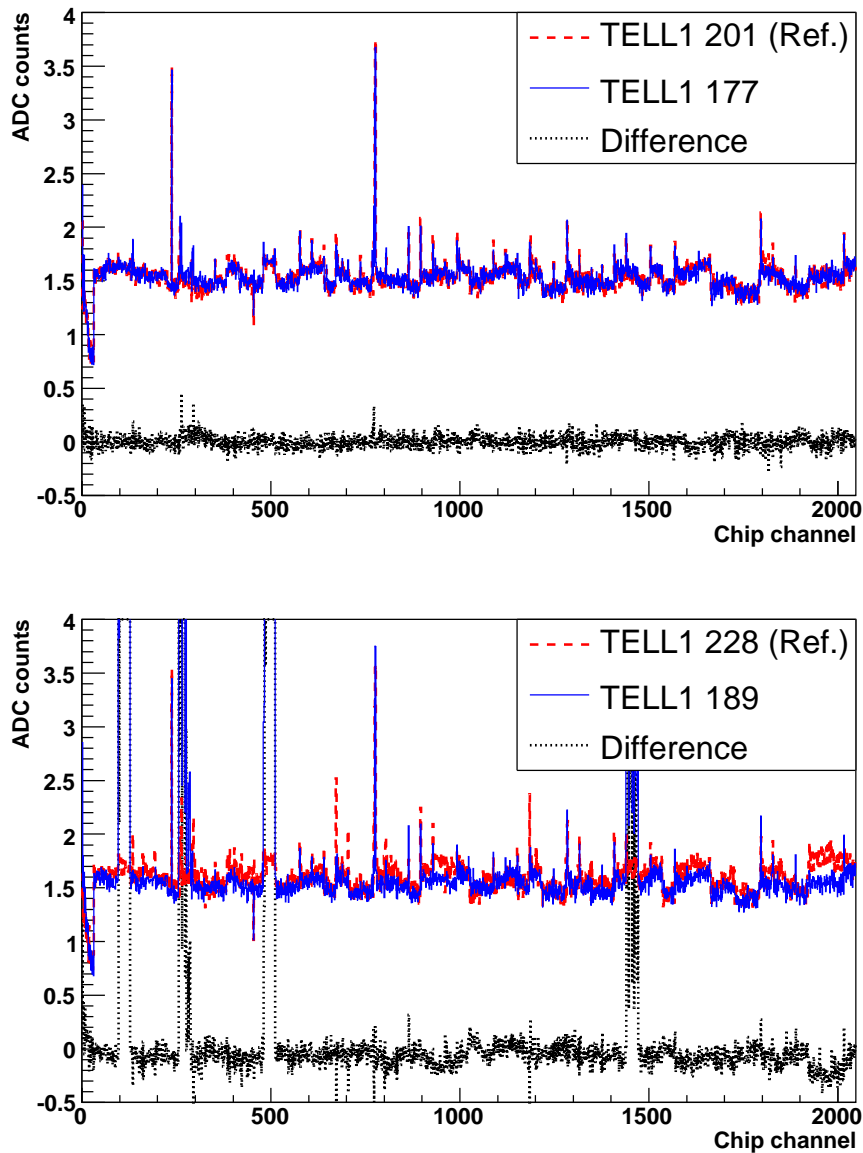 ADC counts
4
3.5
3
2.5
2
1.5
1
0.5
0
-0.5
TELL1 201 (Ref.)
TELL1 177
Difference
0 500 1000 1500 2000
Chip channel
ADC counts
4
3.5
3
2.5
2
1.5
1
0.5
0
-0.5
TELL1 228 (Ref.)
TELL1 189
Difference
0 500 1000 1500 2000
Chip channel